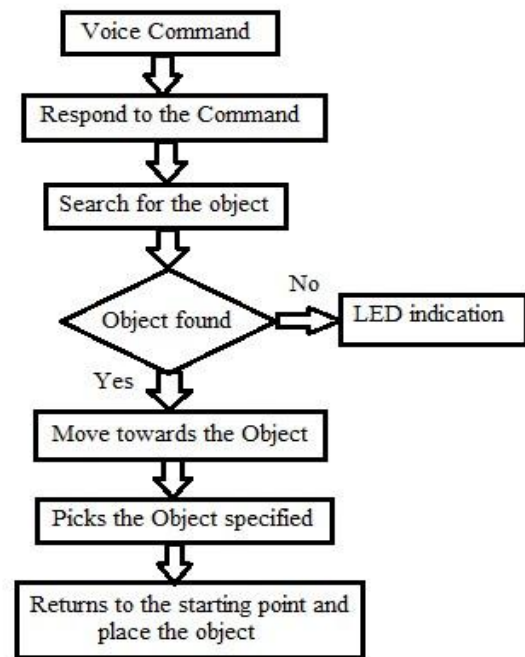 Voice Command
Respond to the Command
Search for the object
No
Object found
LED indication
Yes
Move towards the Object
Picks the Object specified
Returns to the starting point and
place the object